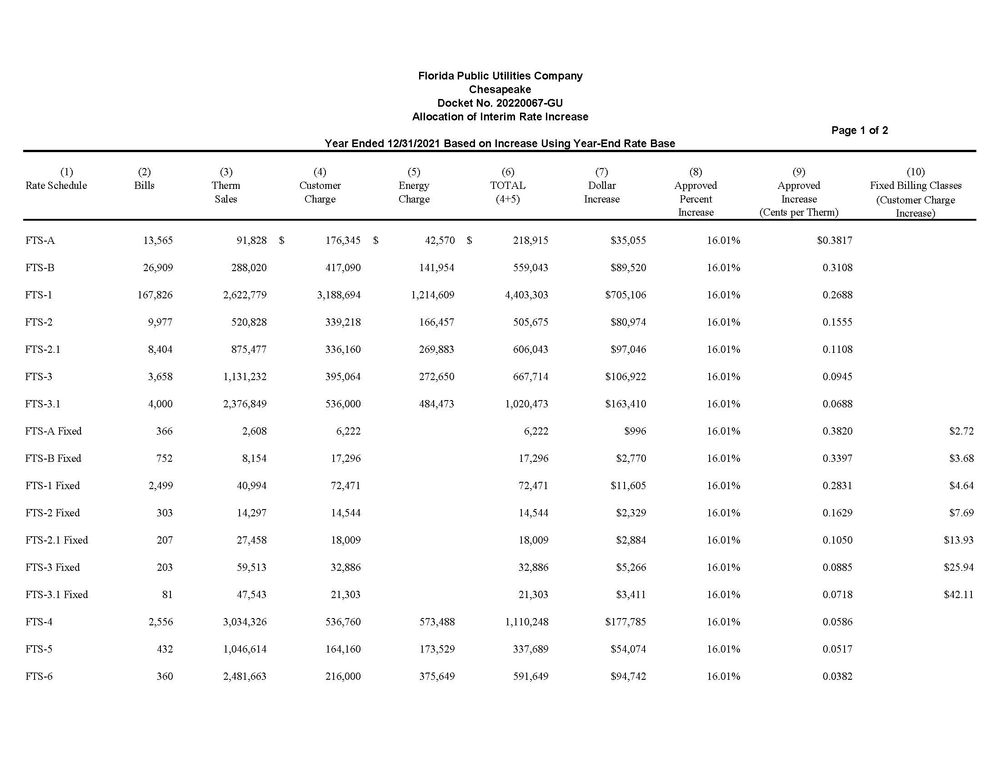 Florida Public Utilities Company
Chesapeake
Docket No. 20220067-GU
Allocation of Interim Rate Increase
Page 1 of 2
Year Ended 12/31/2021 Based on Increase Using Year-End Rate Base
(1) (2) (3) (4) (5) (6) (7) (8) (9) (10)
Rate Schedule Bills Therm Customer Energy TOTAL Dollar Approved Approved Fixed Billing Classes
Sales Charge Charge (4+5) Increase Percent Increase (Customer Charge
Increase (Cents per Therm) Increase)
FTS-A 13,565 91,828 $ 176,345 $ 42,570 $ 218,915 $35,055 16.01% $0.3817
FTS-B 26,909 288,020 417,090 141,954 559,043 $89,520 16.01% 0.3108
FTS-1 167,826 2,622,779 3,188,694 1,214,609 4,403,303 $705,106 16.01% 0.2688
FTS-2 9,977 520,828 339,218 166,457 505,675 $80,974 16.01% 0.1555
FTS-2.1 8,404 875,477 336,160 269,883 606,043 $97,046 16.01% 0.1108
FTS-3 3,658 1,131,232 395,064 272,650 667,714 $106,922 16.01% 0.0945
FTS-3.1 4,000 2,376,849 536,000 484,473 1,020,473 $163,410 16.01% 0.0688
FTS-A Fixed 366 2,608 6,222 6,222 $996 16.01% 0.3820 $2.72
FTS-B Fixed 752 8,154 17,296 17,296 $2,770 16.01% 0.3397 $3.68
FTS-1 Fixed 2,499 40,994 72,471 72,471 $11,605 16.01% 0.2831 $4.64
FTS-2 Fixed 303 14,297 14,544 14,544 $2,329 16.01% 0.1629 $7.69
FTS-2.1 Fixed 207 27,458 18,009 18,009 $2,884 16.01% 0.1050 $13.93
FTS-3 Fixed 203 59,513 32,886 32,886 $5,266 16.01% 0.0885 $25.94
FTS-3.1 Fixed 81 47,543 21,303 21,303 $3,411 16.01% 0.0718 $42.11
FTS-4 2,556 3,034,326 536,760 573,488 1,110,248 $177,785 16.01% 0.0586
FTS-5 432 1,046,614 164,160 173,529 337,689 $54,074 16.01% 0.0517
FTS-6 360 2,481,663 216,000 375,649 591,649 $94,742 16.01% 0.0382